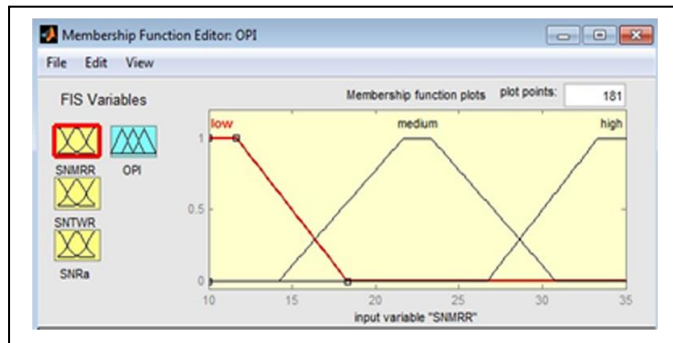 Membership Function Editor: OPI
File Edit View
FIS Variables
SNMRR
OPI
SNTWR
SNRa
Membership function plots
plot points:
181
low
medium
high
1
0.5
0
10 15 20 25 30 35
input variable "SNMRR"